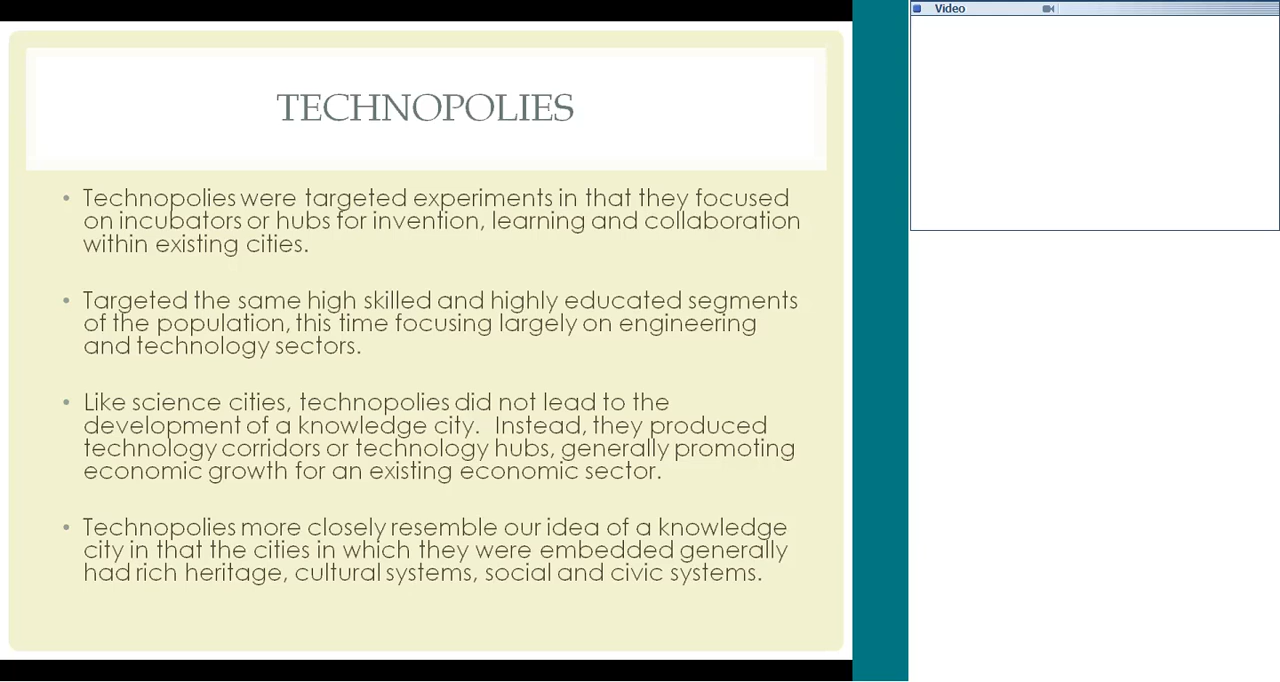 Video
TECHNOPOLIES
• Technopolies were targeted experiments in that they focused
on incubators or hubs for invention, learning and collaboration
within existing cities.
• Targeted the same high skilled and highly educated segments
of the population, this time focusing largely on engineering
and technology sectors.
• Like science cities, technopolies did not lead to the
development of a knowledge city.  Instead, they produced
technology corridors or technology hubs, generally promoting
economic growth for an existing economic sector.
• Technopolies more closely resemble our idea of a knowledge
city in that the cities in which they were embedded generally
had rich heritage, cultural systems, social and civic systems.